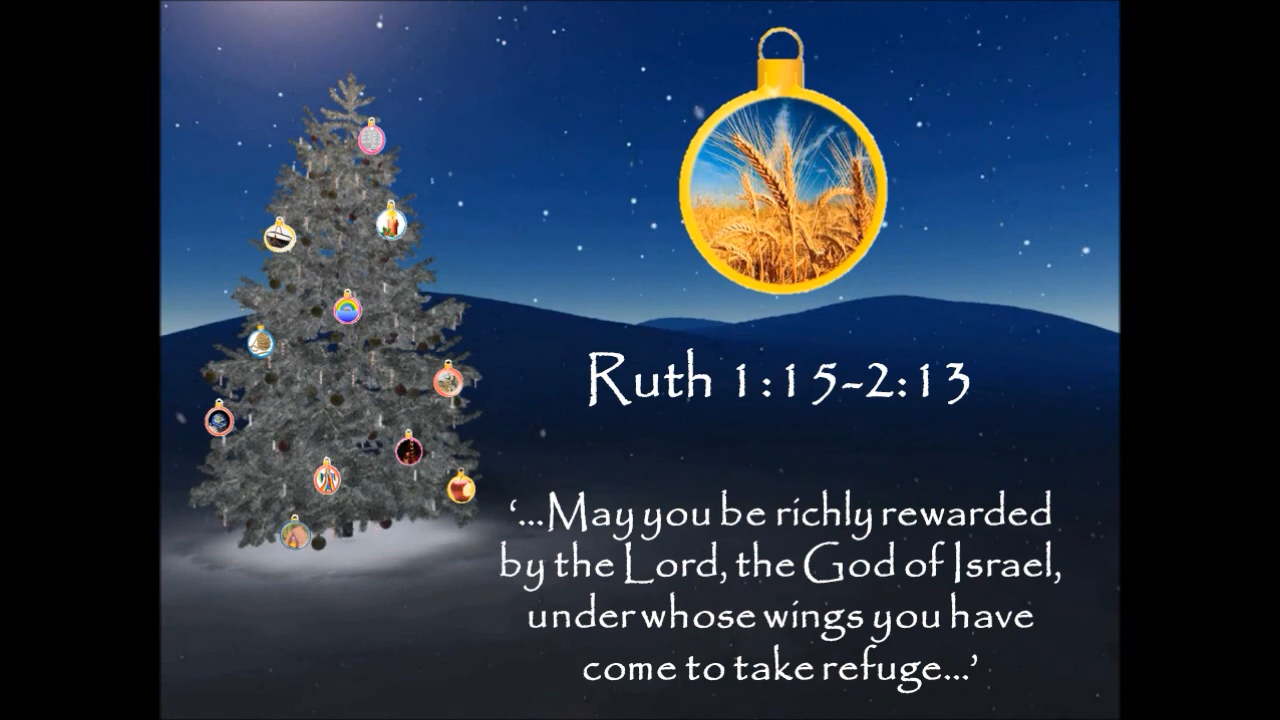 Ruth 1:15-2:13
‘...May you be richly rewarded
by the Lord, the God of Israel,
under whose wings you have
come to take refuge...’